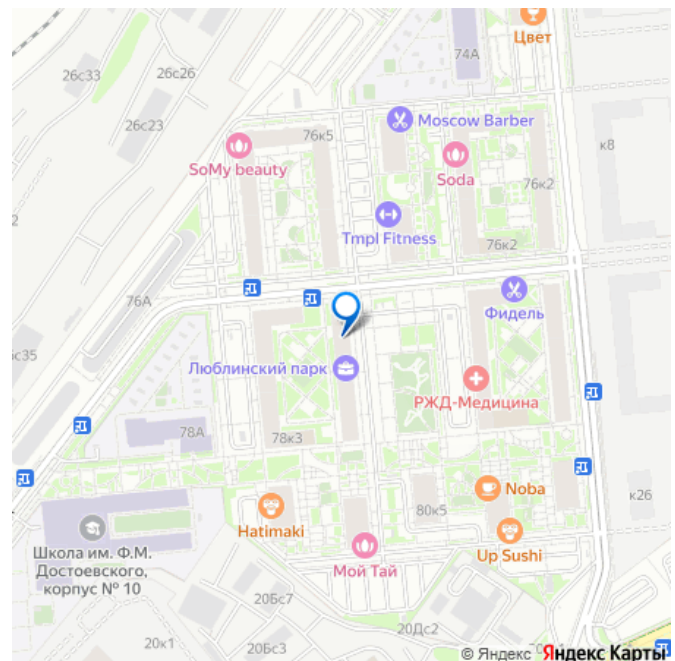 Цвет
26с33
26с26
74А
26с23
Moscow Barber
76к5
к8
SoMy beauty
Soda
76к2
Tmpl Fitness
76к2
76А
Фидель
с35
Люблинский парк
РЖД-Медицина
78А
78к3
Noba
к26
80к5
Hatimaki
Up Sushi
Школа им. Ф.М.
Достоевского,
корпус № 10
Мой Тай
20Бс7
20Дс2
20к1
20Бс3
© Яндекс Яндекс Карты